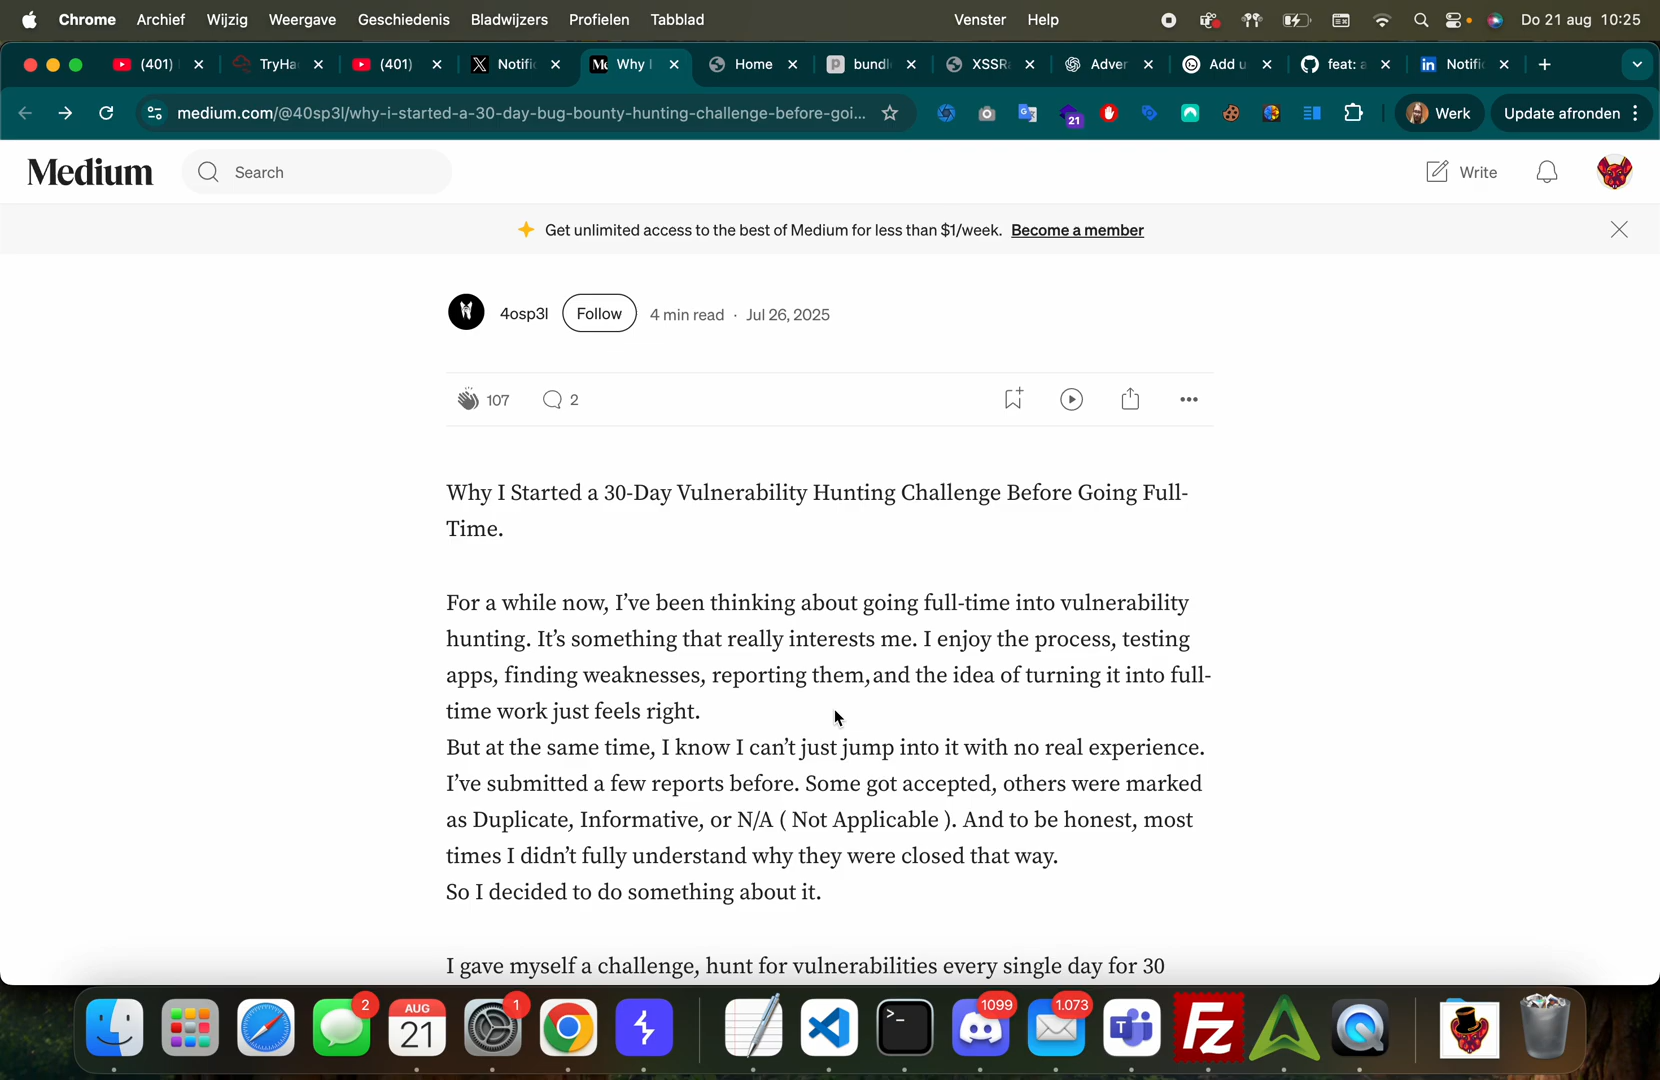 Chrome Archief Wijzig Weergave Geschiedenis Bladwijzers Profielen Tabblad Venster Help Do 21 aug 10:25
(401) TryHa (401) Notifi Why I Home bundl XSSR Adver Add u feat: a Notifi
medium.com/@40sp3l/why-i-started-a-30-day-bug-bounty-hunting-challenge-before-goi... 21 Werk Update afronden
Medium Search Write
Get unlimited access to the best of Medium for less than $1/week. Become a member
4osp3l Follow 4 min read · Jul 26, 2025
107 2
Why I Started a 30-Day Vulnerability Hunting Challenge Before Going Full-
Time.
For a while now, I’ve been thinking about going full-time into vulnerability
hunting. It’s something that really interests me. I enjoy the process, testing
apps, finding weaknesses, reporting them,and the idea of turning it into full-
time work just feels right.
But at the same time, I know I can’t just jump into it with no real experience.
I’ve submitted a few reports before. Some got accepted, others were marked
as Duplicate, Informative, or N/A ( Not Applicable ). And to be honest, most
times I didn’t fully understand why they were closed that way.
So I decided to do something about it.
I gave myself a challenge, hunt for vulnerabilities every single day for 30
2 AUG 21 1 1099 1.073 Fz